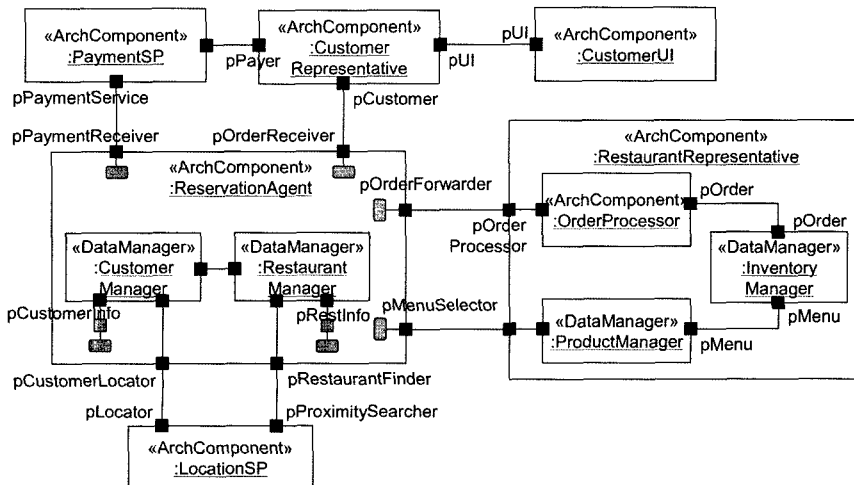 «ArchComponent»
:PaymentSP
«ArchComponent»
:Customer
Representative
«ArchComponent»
:CustomerUI
pPayer
pUI
pUI
pPaymentService
pCustomer
pPaymentReceiver
pOrderReceiver
«ArchComponent»
:ReservationAgent
«ArchComponent»
:RestaurantRepresentative
pOrderForwarder
pOrder
Processor
«ArchComponent»
:OrderProcessor
pOrder
pOrder
«DataManager»
:Customer
Manager
«DataManager»
:Restaurant
Manager
«DataManager»
:Inventory
Manager
pCustomerInfo
pRestInfo
pMenuSelector
«DataManager»
:ProductManager
pMenu
pMenu
pCustomerLocator
pRestaurantFinder
pLocator
pProximitySearcher
«ArchComponent»
:LocationSP